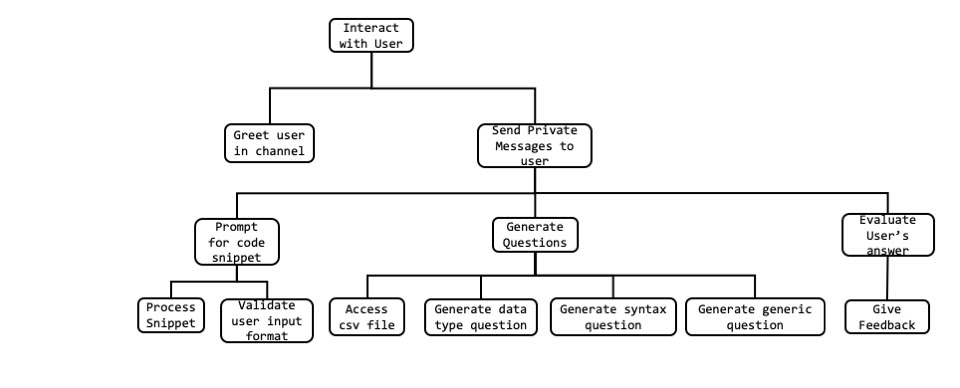 Interact
with User
Greet user
in channel
Send Private
Messages to
user
Prompt
for code
snippet
Generate
Questions
Evaluate
User’s
answer
Process
Snippet
Validate
user input
format
Access
csv file
Generate data
type question
Generate syntax
question
Generate generic
question
Give
Feedback